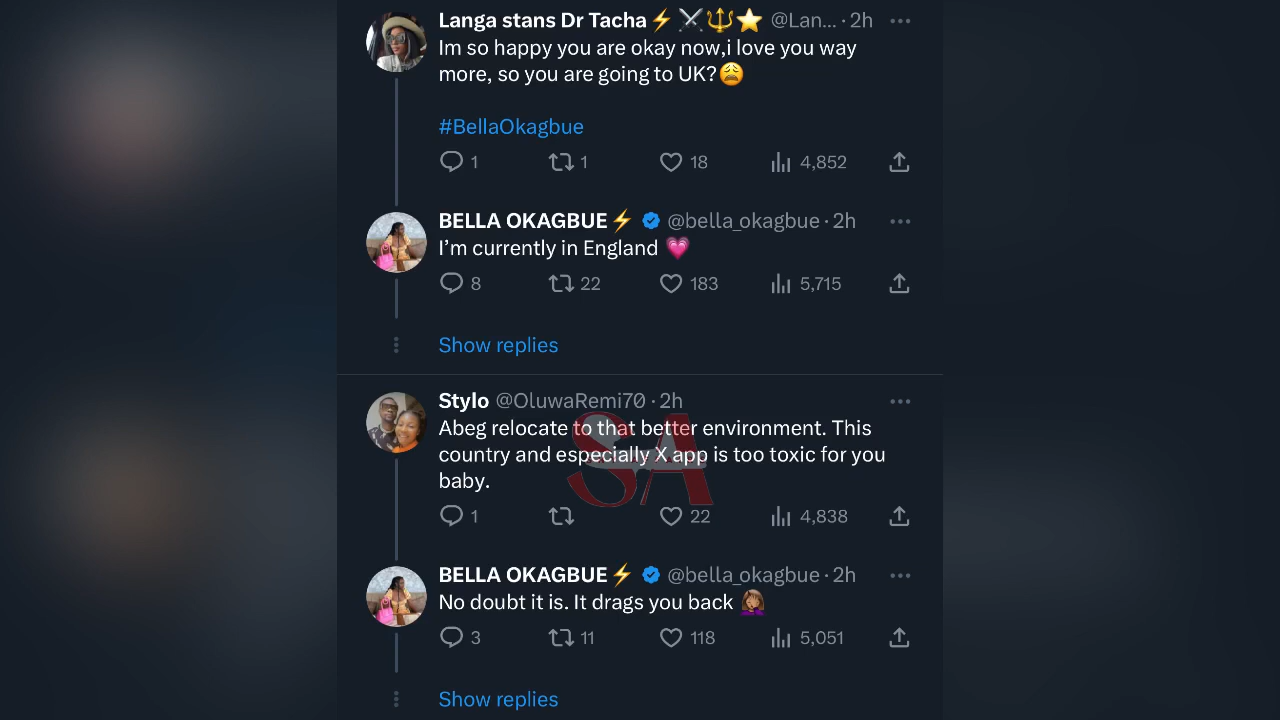 Langa stans Dr Tacha⚡⚔️🔱⭐ @Lan... · 2h
Im so happy you are okay now,i love you way
more, so you are going to UK?😩
#BellaOkagbue
1 1 18 4,852
BELLA OKAGBUE⚡ @bella_okagbue · 2h
I’m currently in England 💗
8 22 183 5,715
Show replies
Stylo @OluwaRemi70 · 2h
Abeg relocate to that better environment. This
country and especially X app is too toxic for you
baby.
SA
1 22 4,838
BELLA OKAGBUE⚡ @bella_okagbue · 2h
No doubt it is. It drags you back 🤦🏽‍♀️
3 11 118 5,051
Show replies